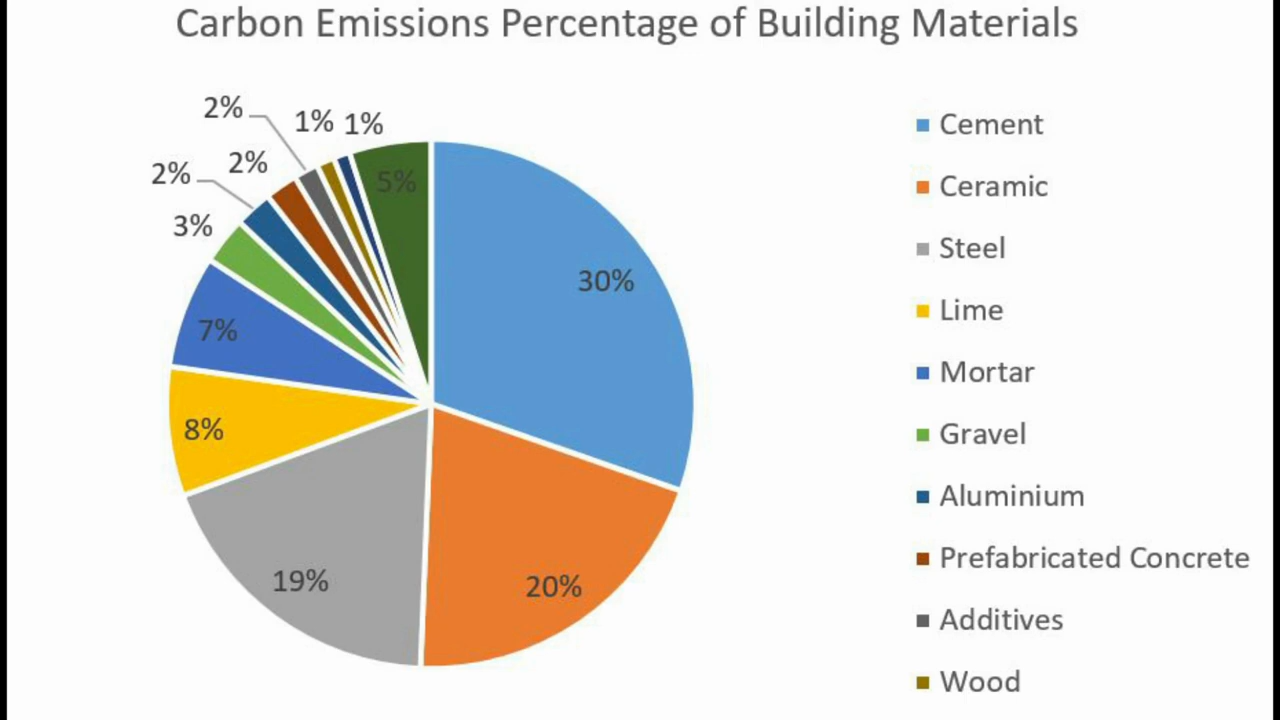 Carbon Emissions Percentage of Building Materials
2%
1% 1%
2%
2%
5%
3%
30%
7%
8%
19%
20%
Cement
Ceramic
Steel
Lime
Mortar
Gravel
Aluminium
Prefabricated Concrete
Additives
Wood